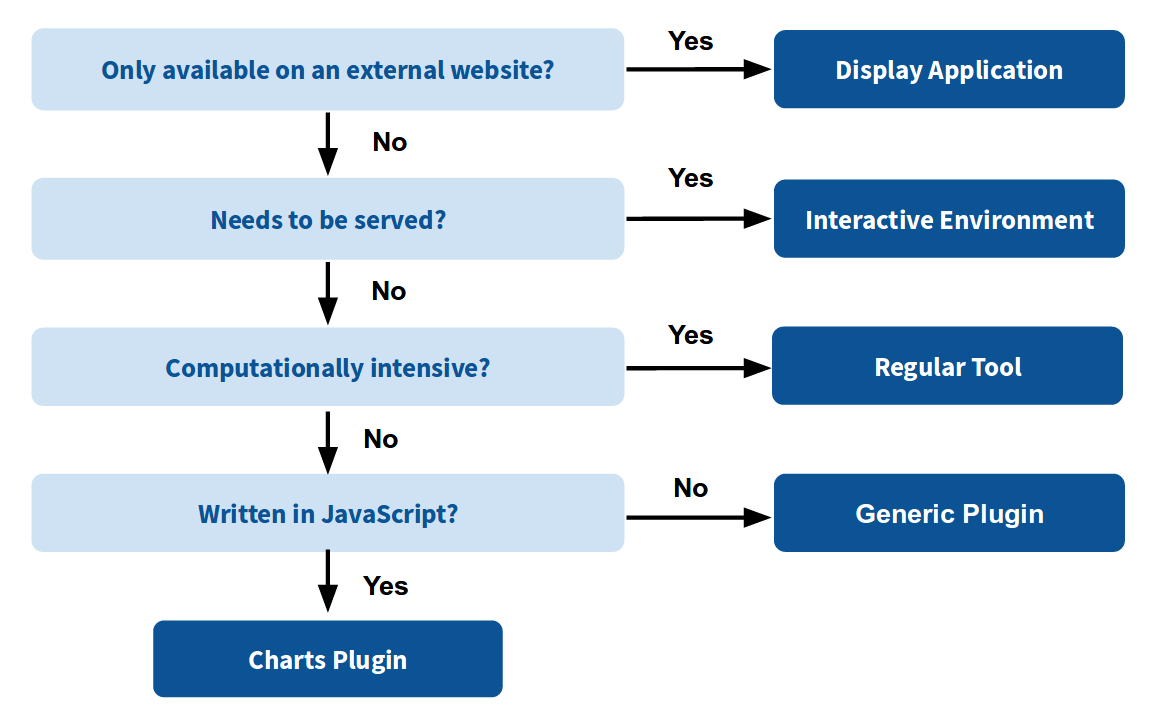 Only available on an external website?
Yes
Display Application
No
Needs to be served?
Yes
Interactive Environment
No
Computationally intensive?
Yes
Regular Tool
No
Written in JavaScript?
No
Generic Plugin
Yes
Charts Plugin